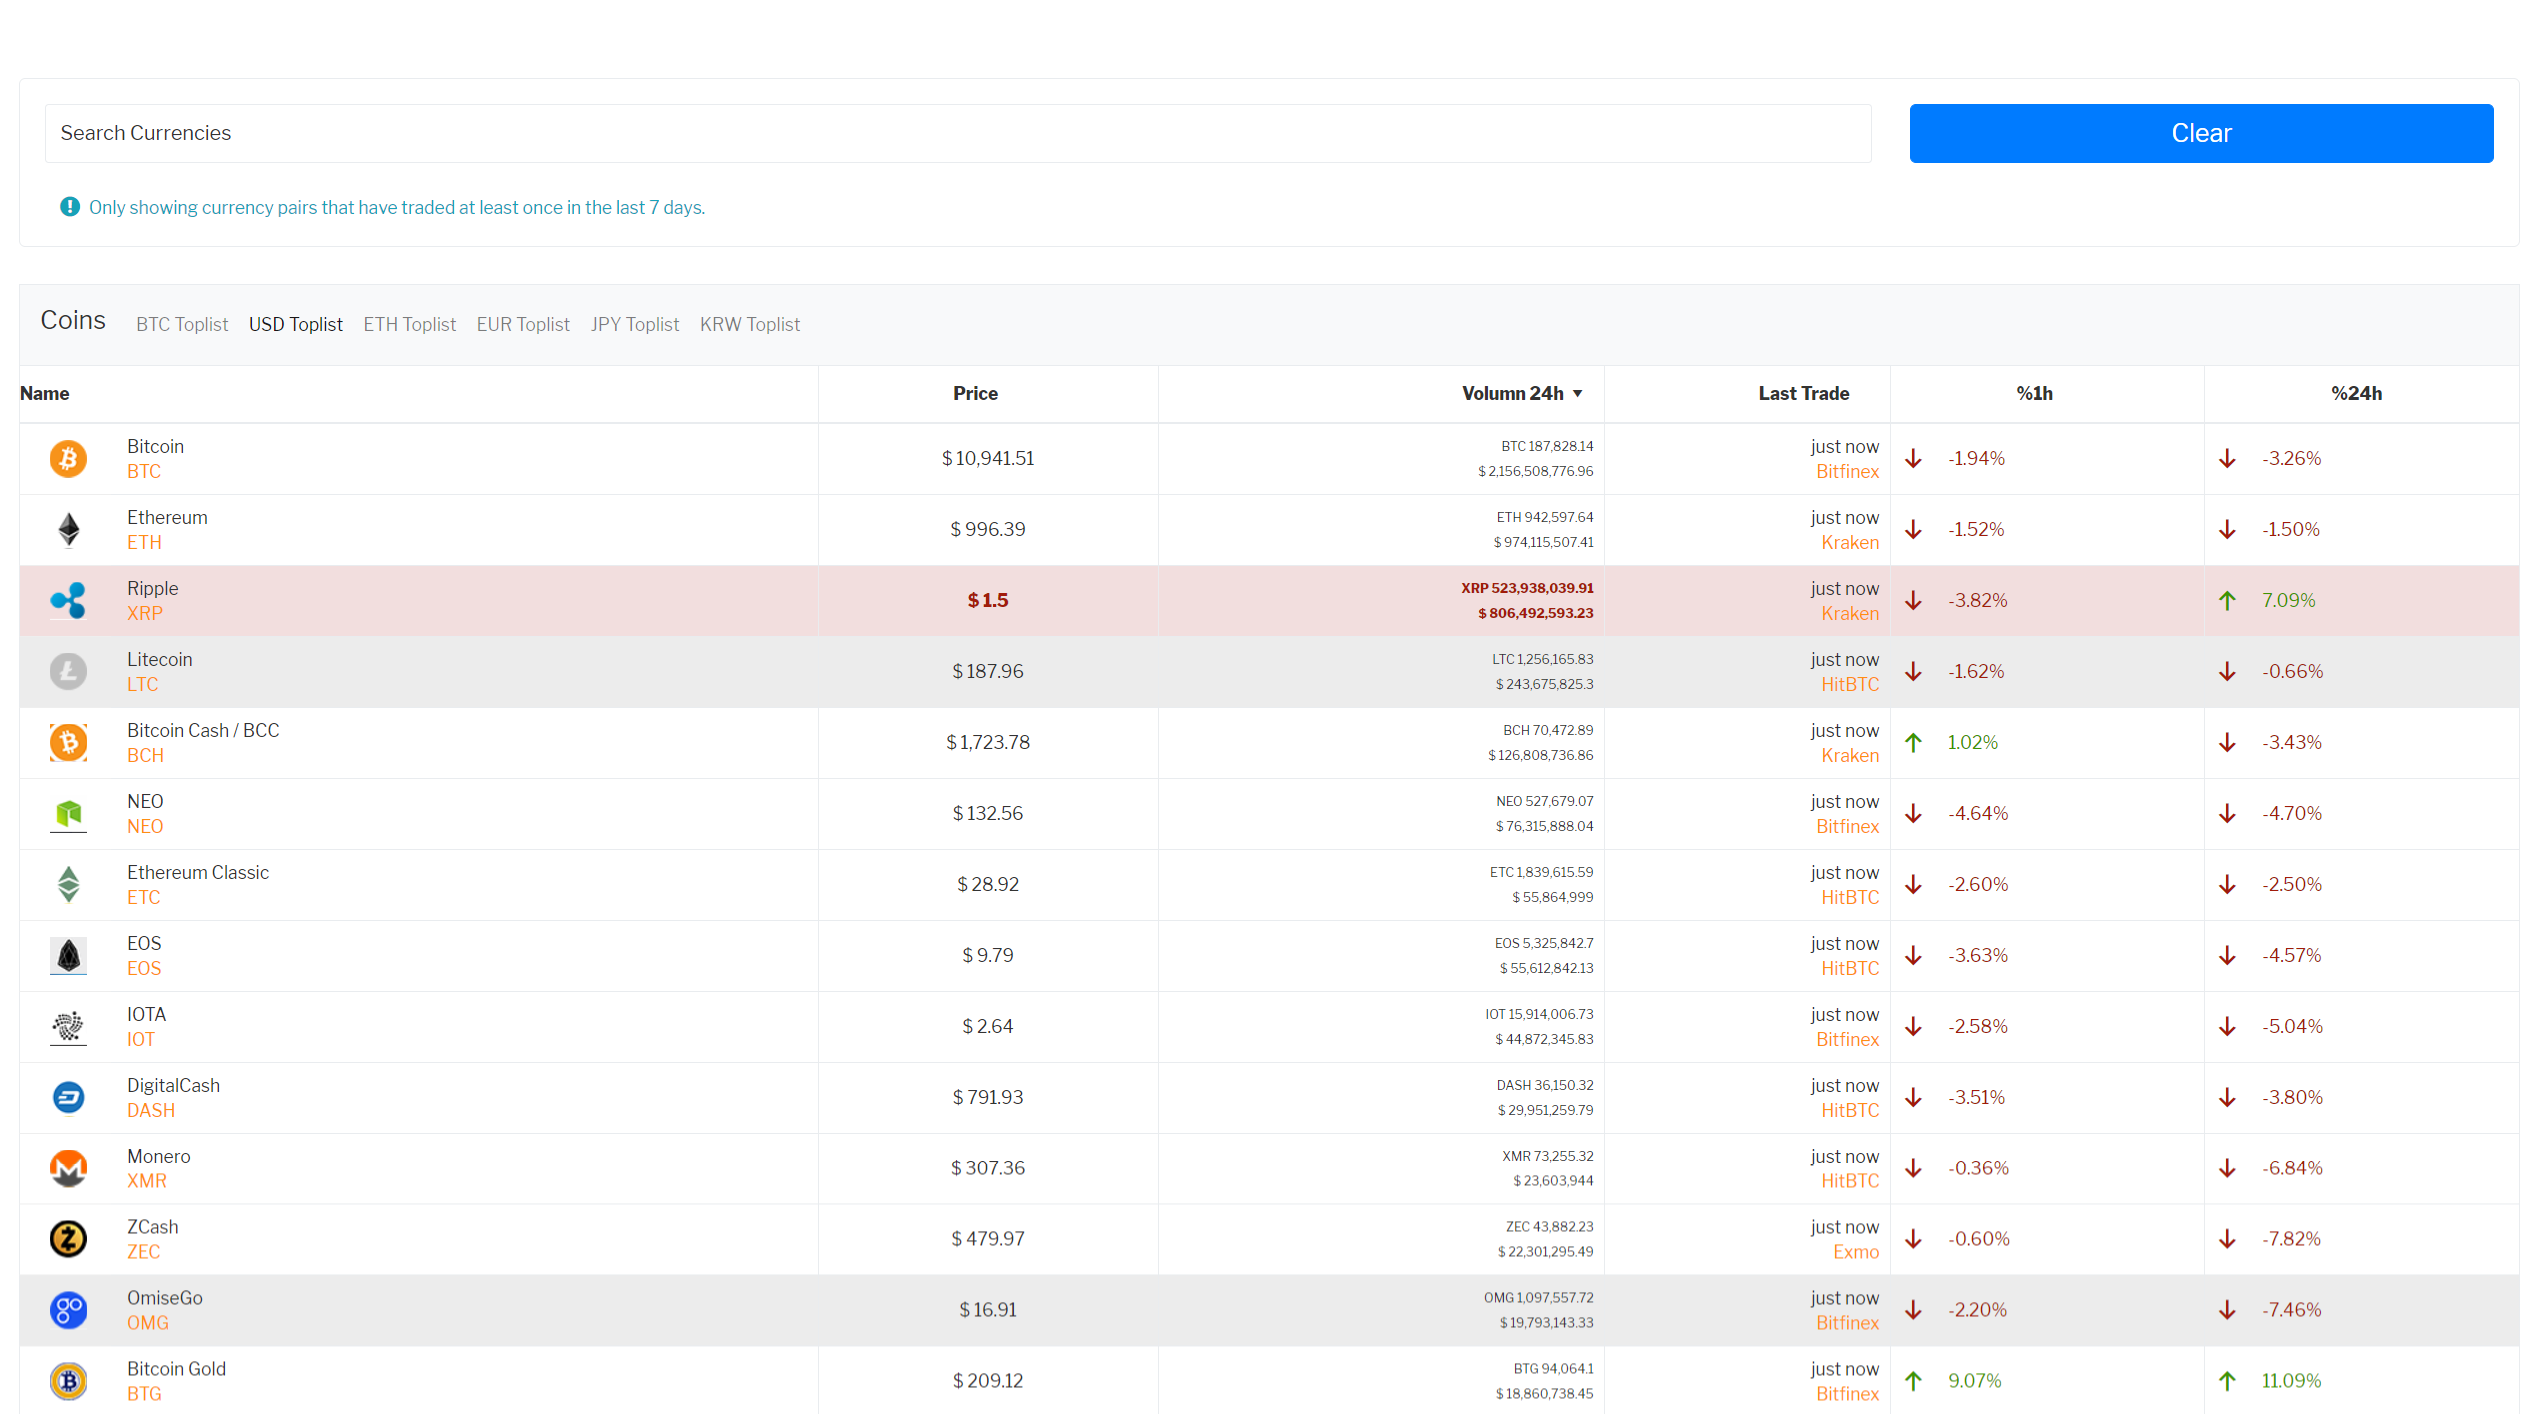 Search Currencies
Clear
Only showing currency pairs that have traded at least once in the last 7 days.
Coins BTC Toplist USD Toplist ETH Toplist EUR Toplist JPY Toplist KRW Toplist
Name Price Volumn 24h ▼ Last Trade %1h %24h
Bitcoin BTC 187,828.14 just now
$ 10,941.51 -1.94% -3.26%
BTC $ 2,156,508,776.96 Bitfinex
Ethereum ETH 942,597.64 just now
$ 996.39 -1.52% -1.50%
ETH $ 974,115,507.41 Kraken
Ripple XRP 523,938,039.91 just now
$ 1.5 -3.82% 7.09%
XRP $ 806,492,593.23 Kraken
Litecoin LTC 1,256,165.83 just now
$ 187.96 -1.62% -0.66%
LTC $ 243,675,825.3 HitBTC
Bitcoin Cash / BCC BCH 70,472.89 just now
$ 1,723.78 1.02% -3.43%
BCH $ 126,808,736.86 Kraken
NEO NEO 527,679.07 just now
$ 132.56 -4.64% -4.70%
NEO $ 76,315,888.04 Bitfinex
Ethereum Classic ETC 1,839,615.59 just now
$ 28.92 -2.60% -2.50%
ETC $ 55,864,999 HitBTC
EOS EOS 5,325,842.7 just now
$ 9.79 -3.63% -4.57%
EOS $ 55,612,842.13 HitBTC
IOTA IOT 15,914,006.73 just now
$ 2.64 -2.58% -5.04%
IOT $ 44,872,345.83 Bitfinex
DigitalCash DASH 36,150.32 just now
$ 791.93 -3.51% -3.80%
DASH $ 29,951,259.79 HitBTC
Monero XMR 73,255.32 just now
$ 307.36 -0.36% -6.84%
XMR $ 23,603,944 HitBTC
ZCash ZEC 43,882.23 just now
$ 479.97 -0.60% -7.82%
ZEC $ 22,301,295.49 Exmo
OmiseGo OMG 1,097,557.72 just now
$ 16.91 -2.20% -7.46%
OMG $ 19,793,143.33 Bitfinex
Bitcoin Gold BTG 94,064.1 just now
$ 209.12 9.07% 11.09%
BTG $ 18,860,738.45 Bitfinex